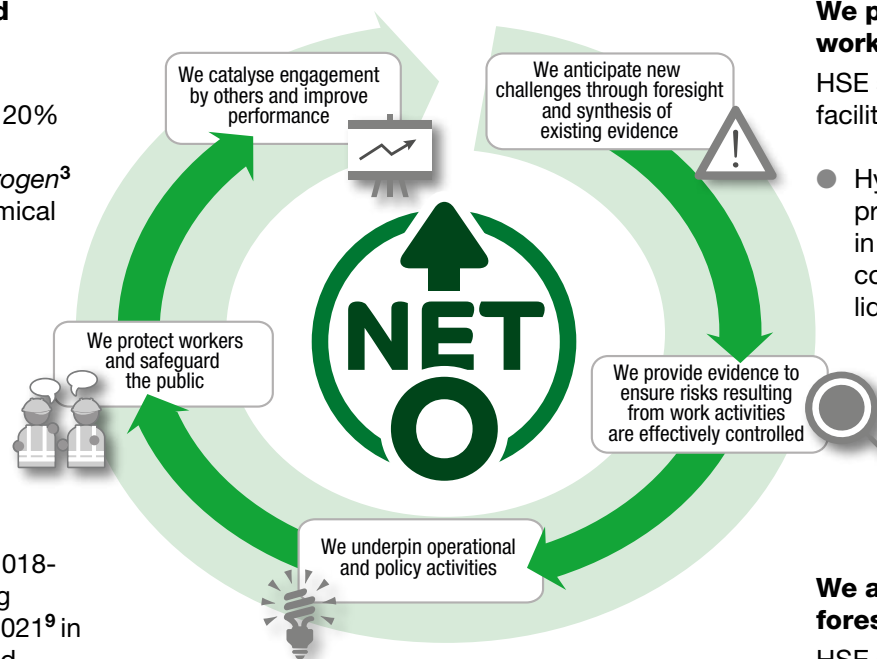 d
20%
rogen3
mical
We catalyse engagement
by others and improve
performance
We anticipate new
challenges through foresight
and synthesis of
existing evidence
We p
work
HSE
facilit
● Hy
pr
in
co
lic
We protect workers
and safeguard
the public
NET
0
We provide evidence to
ensure risks resulting
from work activities
are effectively controlled
We underpin operational
and policy activities
018-
g
0219 in
d
We a
fores
HSE